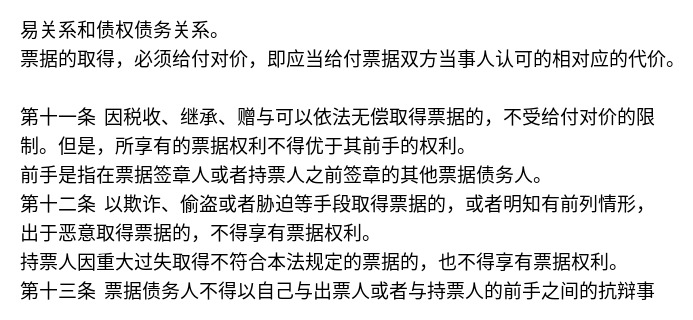 易关系和债权债务关系。
票据的取得，必须给付对价，即应当给付票据双方当事人认可的相对应的代价。
第十一条 因税收、继承、赠与可以依法无偿取得票据的，不受给付对价的限
制。但是，所享有的票据权利不得优于其前手的权利。
前手是指在票据签章人或者持票人之前签章的其他票据债务人。
第十二条 以欺诈、偷盗或者胁迫等手段取得票据的，或者明知有前列情形，
出于恶意取得票据的，不得享有票据权利。
持票人因重大过失取得不符合本法规定的票据的，也不得享有票据权利。
第十三条 票据债务人不得以自己与出票人或者与持票人的前手之间的抗辩事